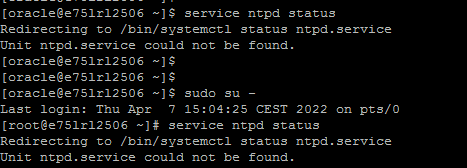 [oracle@e75lrl2506 ~]$ service ntpd status
Redirecting to /bin/systemctl status ntpd.service
Unit ntpd.service could not be found.
[oracle@e75lrl2506 ~]$
[oracle@e75lrl2506 ~]$
[oracle@e75lrl2506 ~]$ sudo su -
Last login: Thu Apr  7 15:04:25 CEST 2022 on pts/0
[root@e75lrl2506 ~]# service ntpd status
Redirecting to /bin/systemctl status ntpd.service
Unit ntpd.service could not be found.